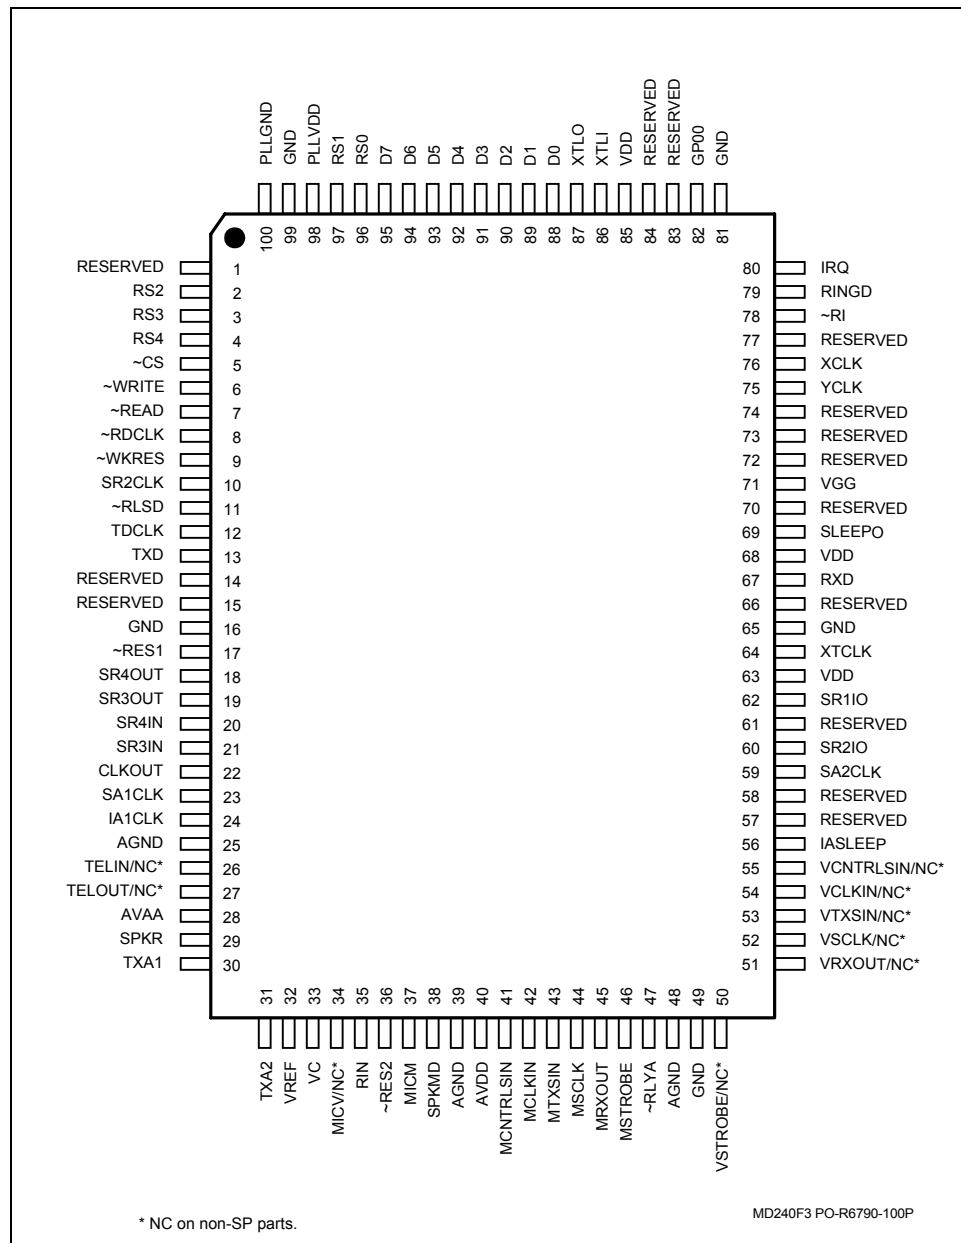 PLLGND
GND
PLLVDD
RS1
RS0
D7
D6
D5
D4
D3
D2
D1
D0
XTLO
XTLI
VDD
RESERVED
RESERVED
GP00
GND
100
99
98
97
96
95
94
93
92
91
90
89
88
87
86
85
84
83
82
81
RESERVED 1
RS2 2
RS3 3
RS4 4
~CS 5
~WRITE 6
~READ 7
~RDCLK 8
~WKRES 9
SR2CLK 10
~RLSD 11
TDCLK 12
TXD 13
RESERVED 14
RESERVED 15
GND 16
~RES1 17
SR4OUT 18
SR3OUT 19
SR4IN 20
SR3IN 21
CLKOUT 22
SA1CLK 23
IA1CLK 24
AGND 25
TELIN/NC* 26
TELOUT/NC* 27
AVAA 28
SPKR 29
TXA1 30
80 IRQ
79 RINGD
78 ~RI
77 RESERVED
76 XCLK
75 YCLK
74 RESERVED
73 RESERVED
72 RESERVED
71 VGG
70 RESERVED
69 SLEEPO
68 VDD
67 RXD
66 RESERVED
65 GND
64 XTCLK
63 VDD
62 SR1IO
61 RESERVED
60 SR2IO
59 SA2CLK
58 RESERVED
57 RESERVED
56 IASLEEP
55 VCNTRLSIN/NC*
54 VCLKIN/NC*
53 VTXSIN/NC*
52 VSCLK/NC*
51 VRXOUT/NC*
31
32
33
34
35
36
37
38
39
40
41
42
43
44
45
46
47
48
49
50
TXA2
VREF
VC
MICV/NC*
RIN
~RES2
MICM
SPKMD
AGND
AVDD
MCNTRLSIN
MCLKIN
MTXSIN
MSCLK
MRXOUT
MSTROBE
~RLYA
AGND
GND
VSTROBE/NC*
* NC on non-SP parts.
MD240F3 PO-R6790-100P